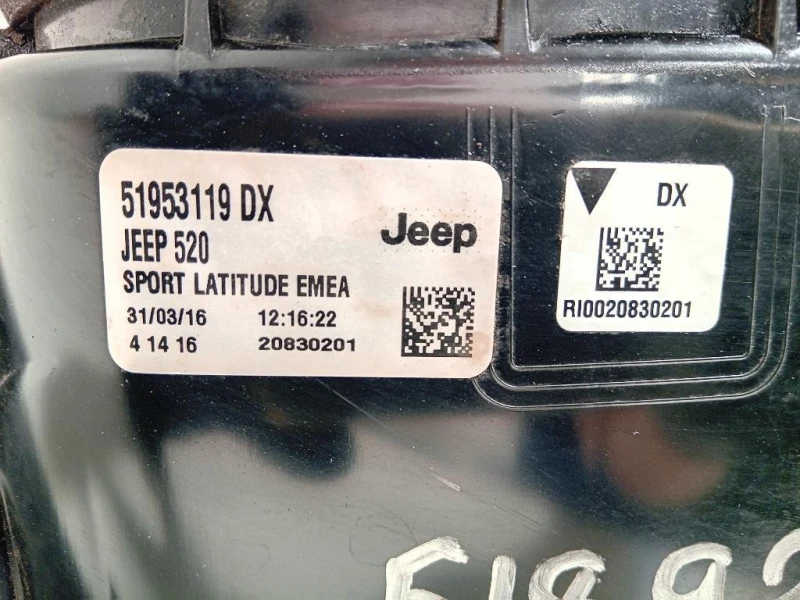 51953119 DX
JEEP 520
Jeep
SPORT LATITUDE EMEA
31/03/16 12:16:22
4 14 16 20830201
DX
RI0020830201